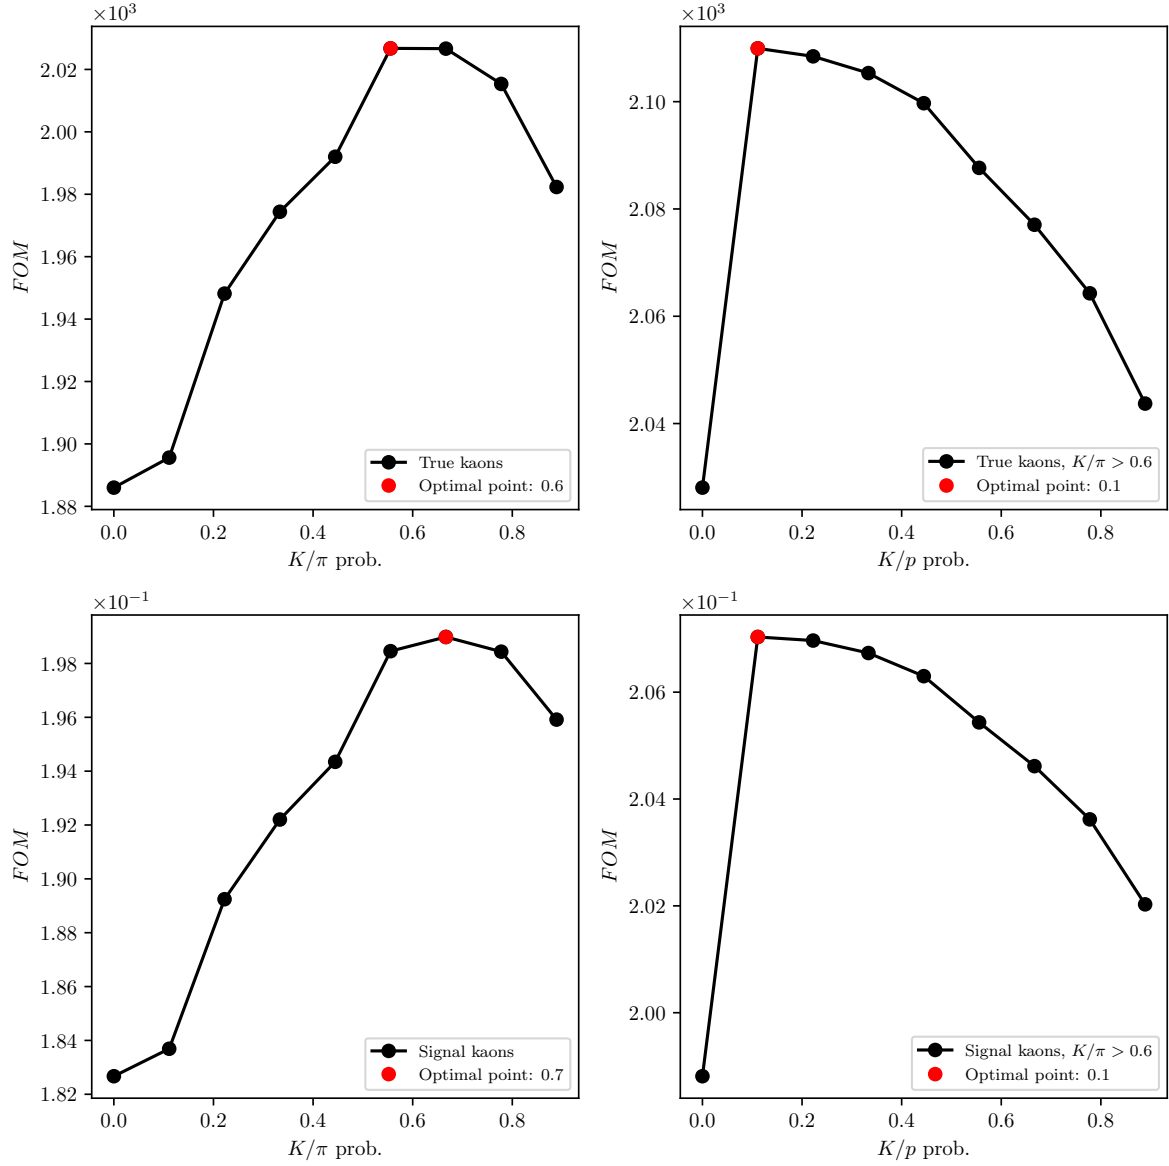 ×10³
2.02
2.00
1.98
1.96
1.94
1.92
1.90
1.88
FOM
0.0 0.2 0.4 0.6 0.8
K/π prob.
True kaons
Optimal point: 0.6
×10³
2.10
2.08
2.06
2.04
FOM
0.0 0.2 0.4 0.6 0.8
K/p prob.
True kaons, K/π > 0.6
Optimal point: 0.1
×10⁻¹
1.98
1.96
1.94
1.92
1.90
1.88
1.86
1.84
1.82
FOM
0.0 0.2 0.4 0.6 0.8
K/π prob.
Signal kaons
Optimal point: 0.7
×10⁻¹
2.06
2.04
2.02
2.00
FOM
0.0 0.2 0.4 0.6 0.8
K/p prob.
Signal kaons, K/π > 0.6
Optimal point: 0.1